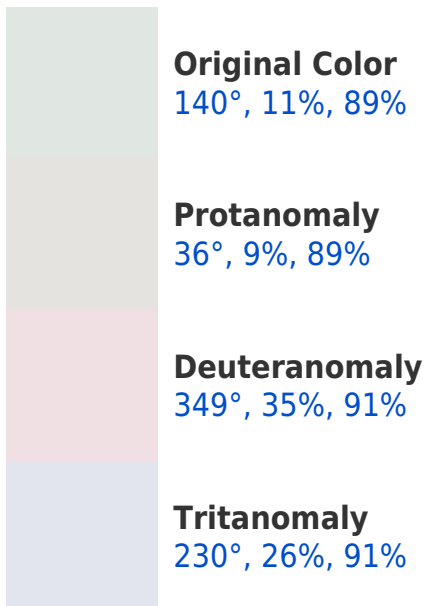 Original Color
140°, 11%, 89%
Protanomaly
36°, 9%, 89%
Deuteranomaly
349°, 35%, 91%
Tritanomaly
230°, 26%, 91%